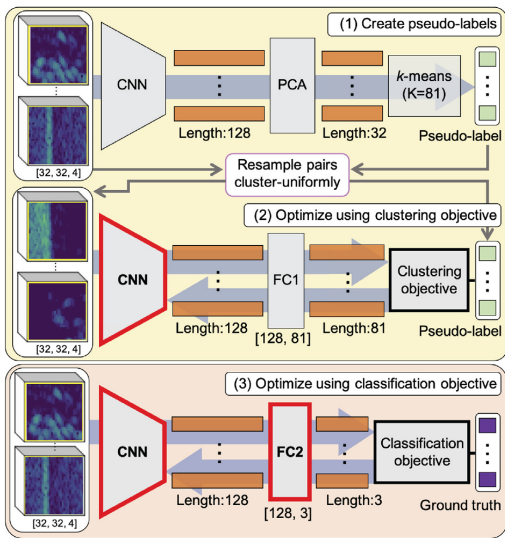 (1) Create pseudo-labels
CNN
PCA
k-means
(K=81)
Length:128
Length:32
Pseudo-label
[32, 32, 4]
Resample pairs
cluster-uniformly
(2) Optimize using clustering objective
CNN
FC1
Clustering
objective
Length:128
Length:81
[128, 81]
Pseudo-label
[32, 32, 4]
(3) Optimize using classification objective
CNN
FC2
Classification
objective
Length:128
Length:3
[128, 3]
Ground truth
[32, 32, 4]